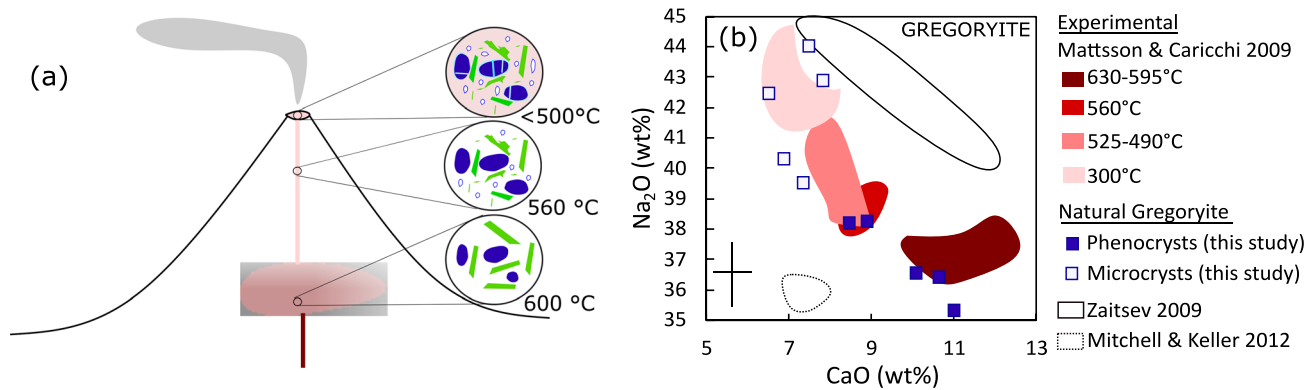 (a)
<500°C
560 °C
600 °C
(b)
GREGORYITE
45
44
43
42
41
40
39
38
37
36
35
Na₂O (wt%)
5
7
9
11
13
CaO (wt%)
Experimental
Mattsson & Caricchi 2009
630-595°C
560°C
525-490°C
300°C
Natural Gregoryite
Phenocrysts (this study)
Microcrysts (this study)
Zaitsev 2009
Mitchell & Keller 2012